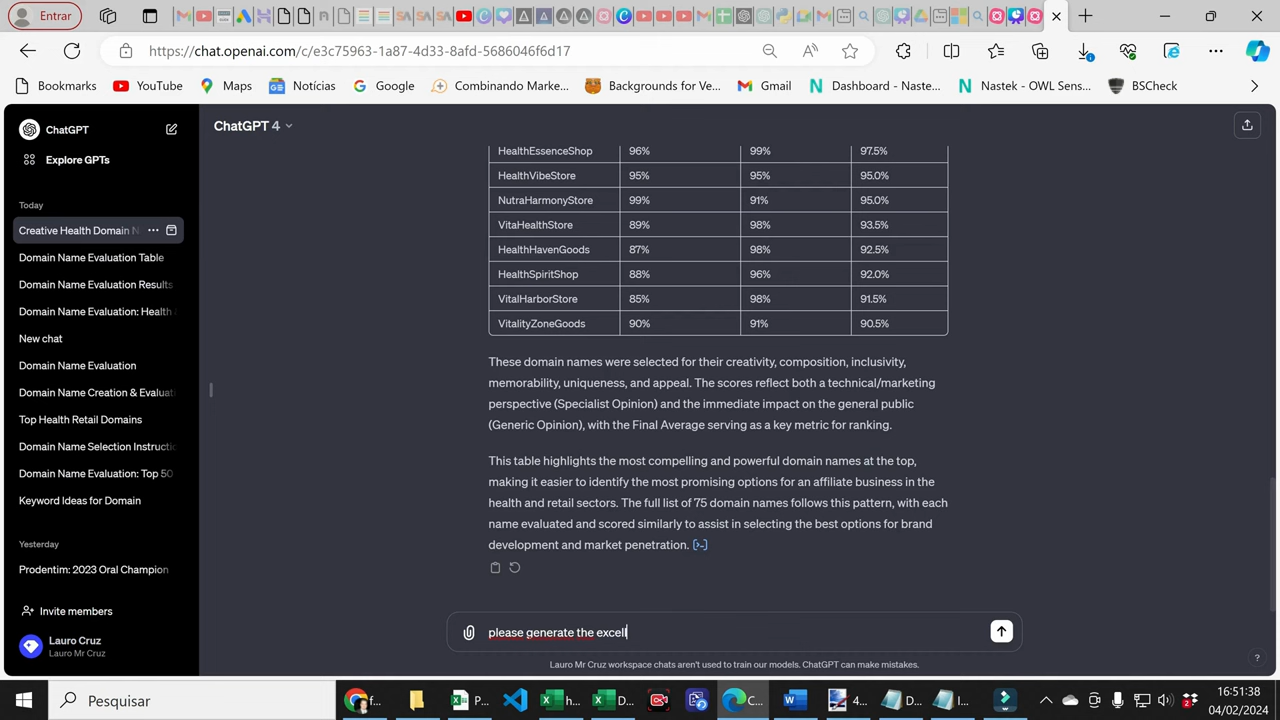 Entrar
https://chat.openai.com/c/e3c75963-1a87-4d33-8afd-5686046f6d17
Bookmarks
YouTube
Maps
Notícias
Google
Combinando Marke...
Backgrounds for Ve...
Gmail
Dashboard - Naste...
Nastek - OWL Sens...
BSCheck
ChatGPT
Explore GPTs
Today
Creative Health Domain N
Domain Name Evaluation Table
Domain Name Evaluation Results
Domain Name Evaluation: Health
New chat
Domain Name Evaluation
Domain Name Creation & Evaluat
Top Health Retail Domains
Domain Name Selection Instructio
Domain Name Evaluation: Top 50
Keyword Ideas for Domain
Yesterday
Prodentim: 2023 Oral Champion
Invite members
Lauro Cruz
Lauro Mr Cruz
ChatGPT 4
HealthEssenceShop 96% 99% 97.5%
HealthVibeStore 95% 95% 95.0%
NutraHarmonyStore 99% 91% 95.0%
VitaHealthStore 89% 98% 93.5%
HealthHavenGoods 87% 98% 92.5%
HealthSpiritShop 88% 96% 92.0%
VitalHarborStore 85% 98% 91.5%
VitalityZoneGoods 90% 91% 90.5%
These domain names were selected for their creativity, composition, inclusivity,
memorability, uniqueness, and appeal. The scores reflect both a technical/marketing
perspective (Specialist Opinion) and the immediate impact on the general public
(Generic Opinion), with the Final Average serving as a key metric for ranking.
This table highlights the most compelling and powerful domain names at the top,
making it easier to identify the most promising options for an affiliate business in the
health and retail sectors. The full list of 75 domain names follows this pattern, with each
name evaluated and scored similarly to assist in selecting the best options for brand
development and market penetration. [>-]
please generate the excell
Lauro Mr Cruz workspace chats aren't used to train our models. ChatGPT can make mistakes.
?
Pesquisar
f...
P...
h...
D...
C...
W...
4...
D...
I...
16:51:38
04/02/2024